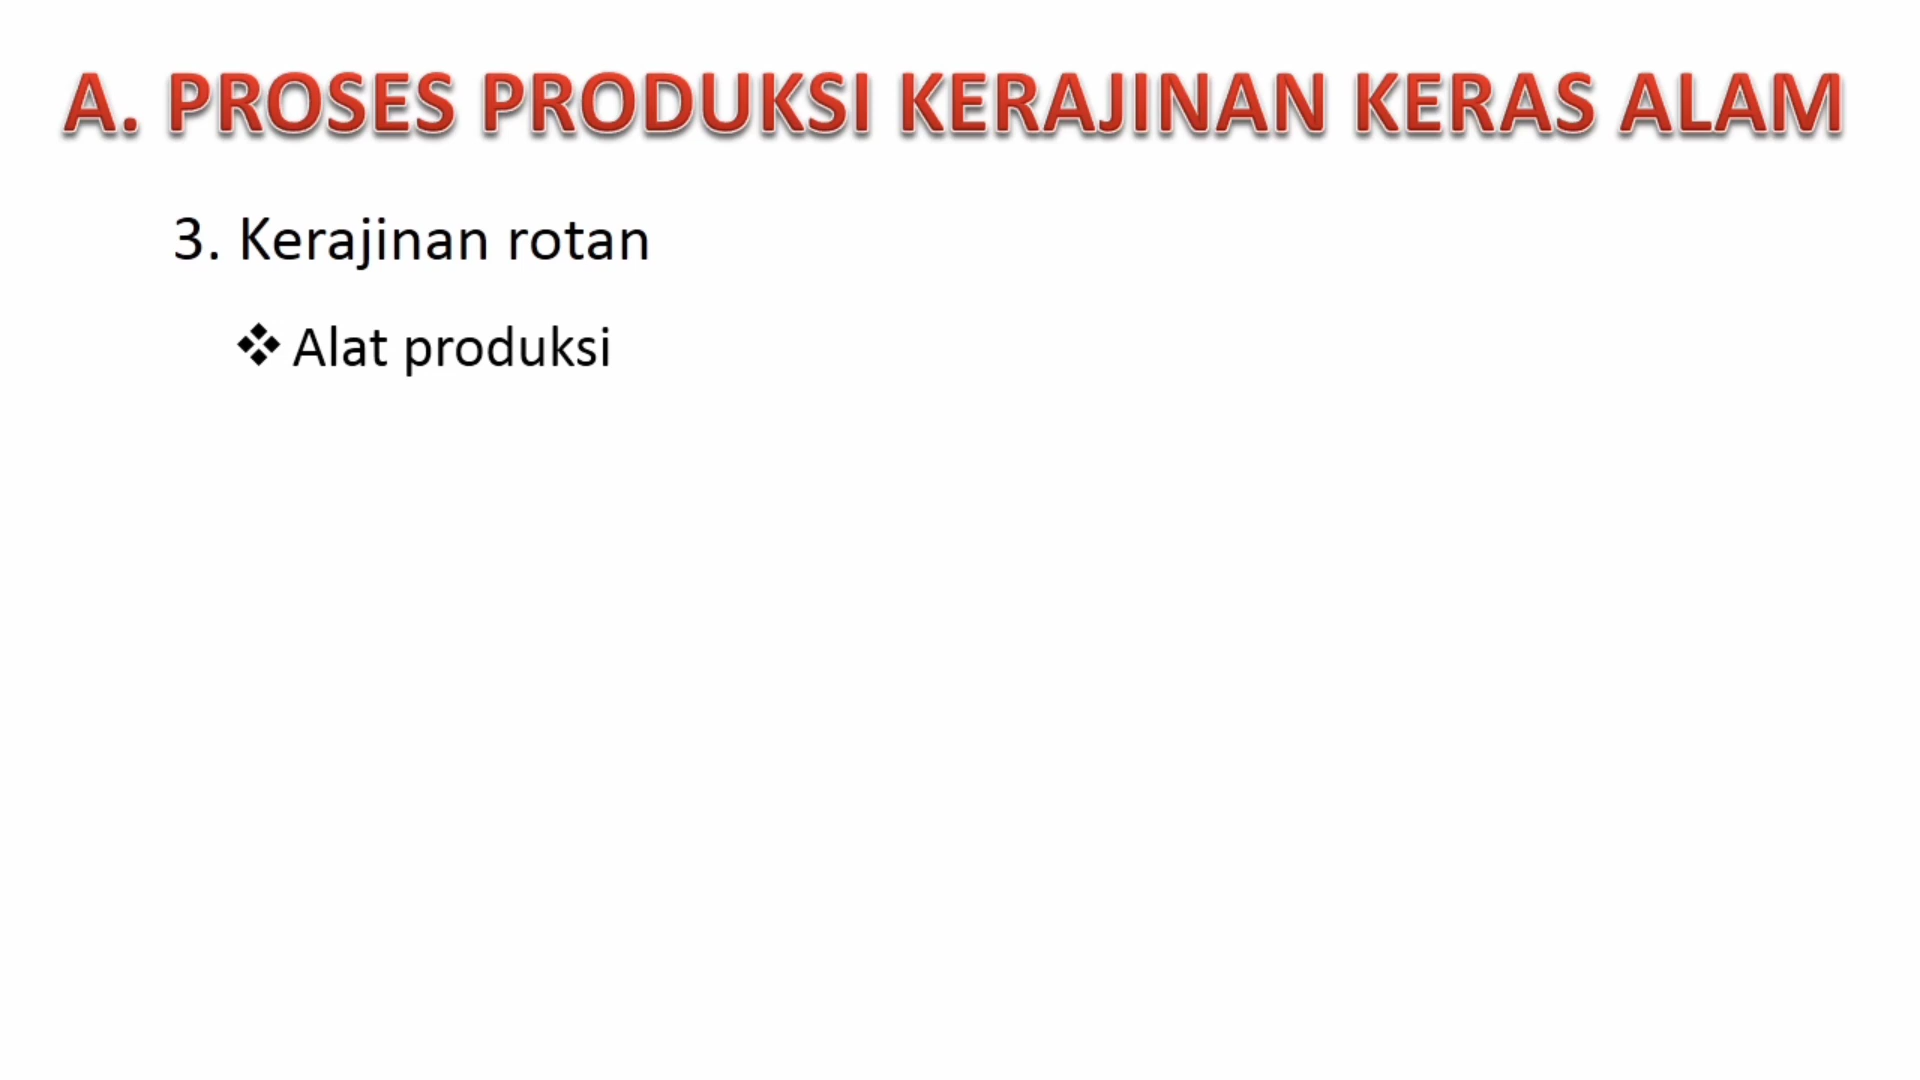 A. PROSES PRODUKSI KERAJINAN KERAS ALAM
3. Kerajinan rotan
❖ Alat produksi